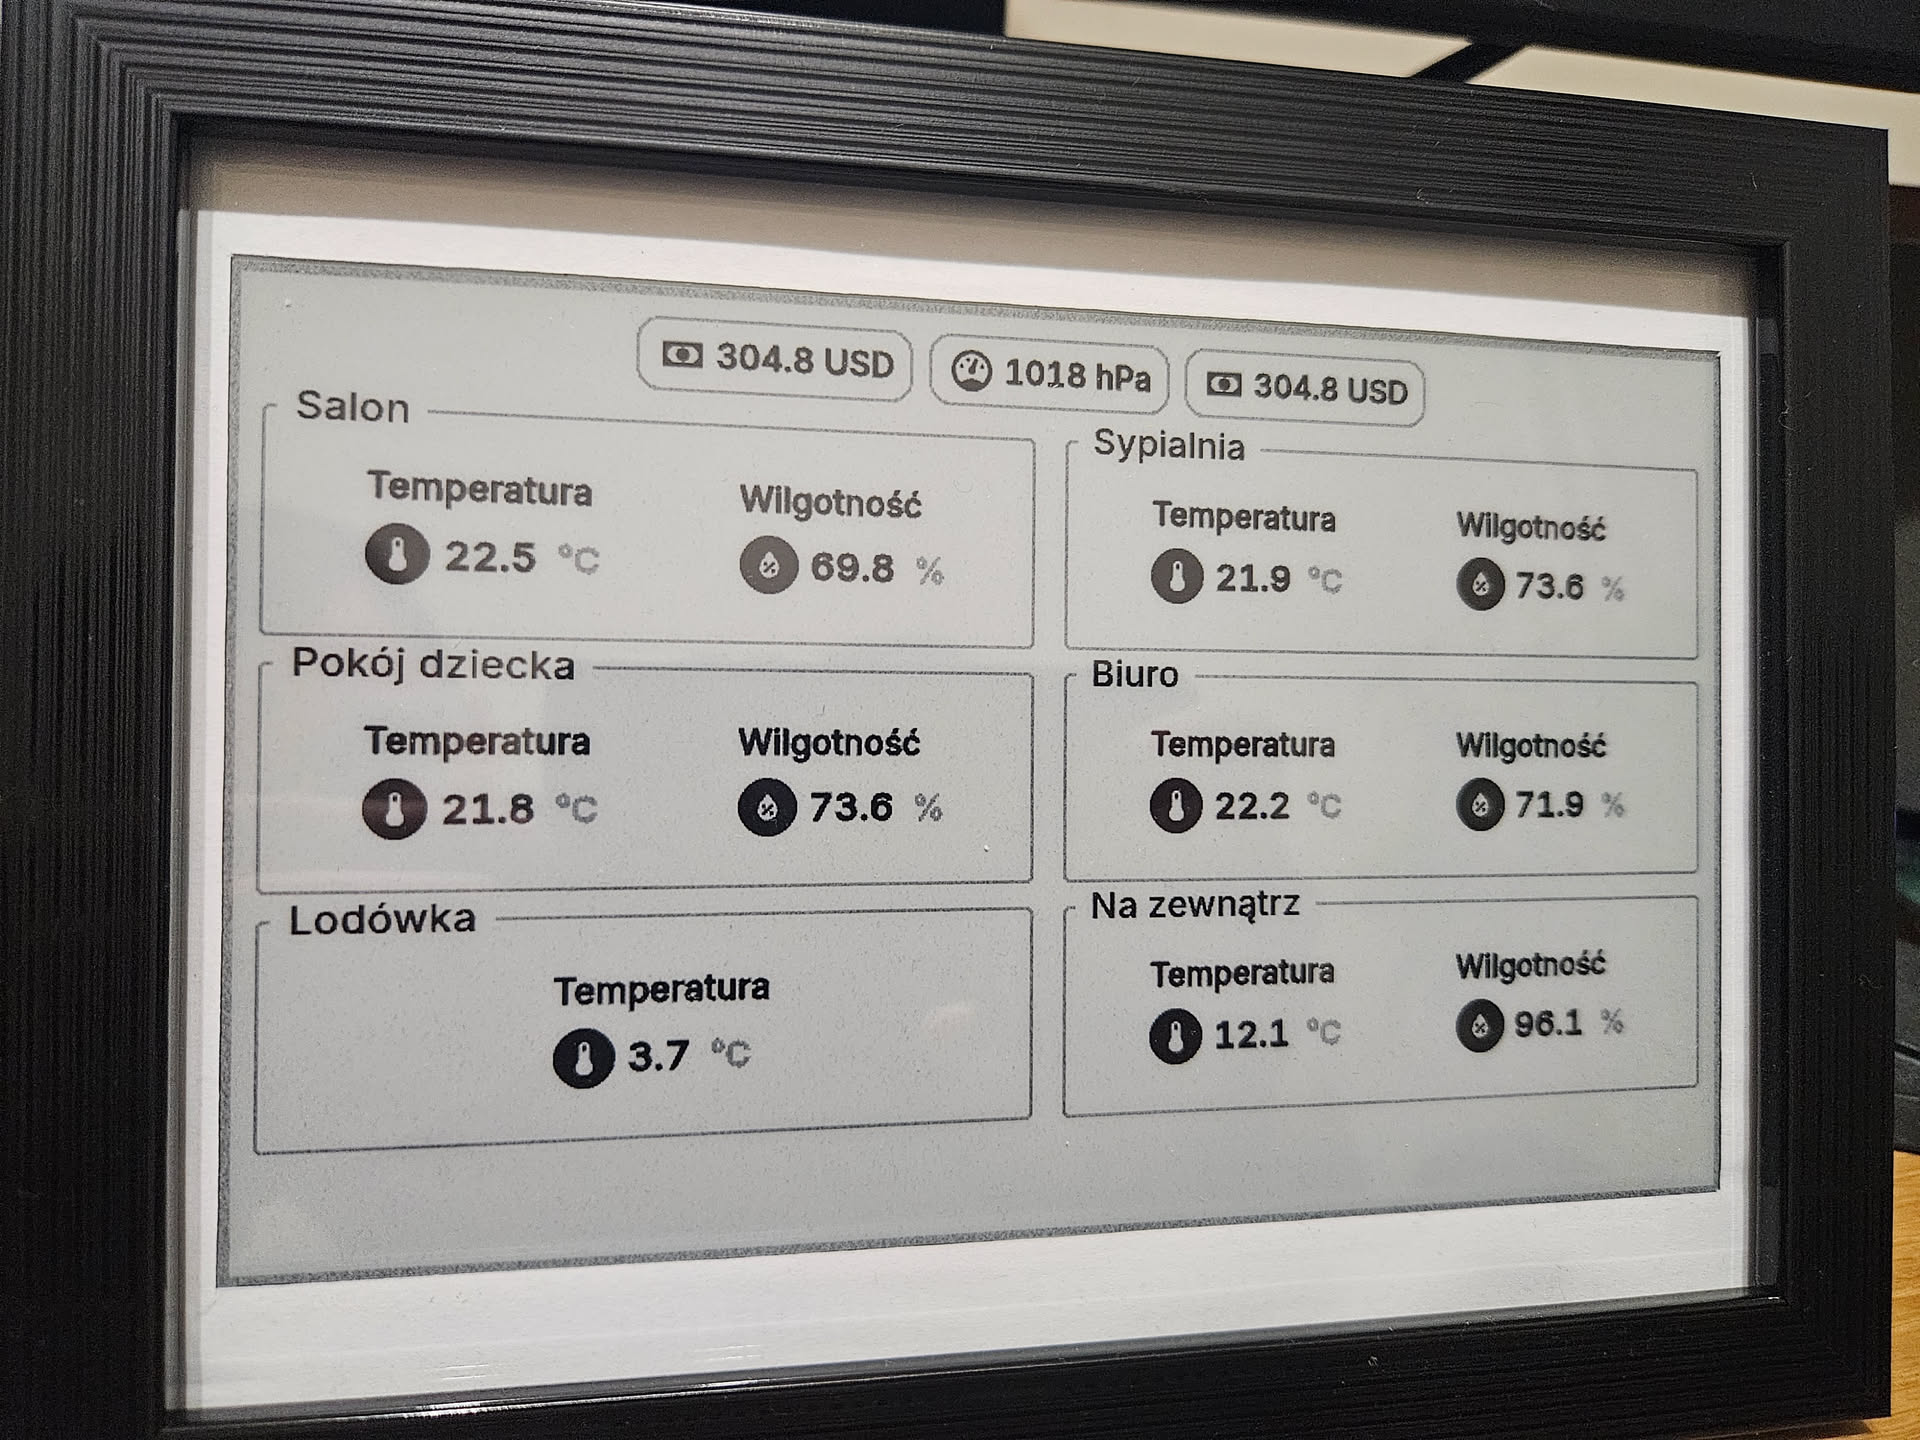 304.8 USD
1018 hPa
304.8 USD
Salon
Temperatura
22.5 °C
Wilgotność
69.8 %
Sypialnia
Temperatura
21.9 °C
Wilgotność
73.6 %
Pokój dziecka
Temperatura
21.8 °C
Wilgotność
73.6 %
Biuro
Temperatura
22.2 °C
Wilgotność
71.9 %
Lodówka
Temperatura
3.7 °C
Na zewnątrz
Temperatura
12.1 °C
Wilgotność
96.1 %